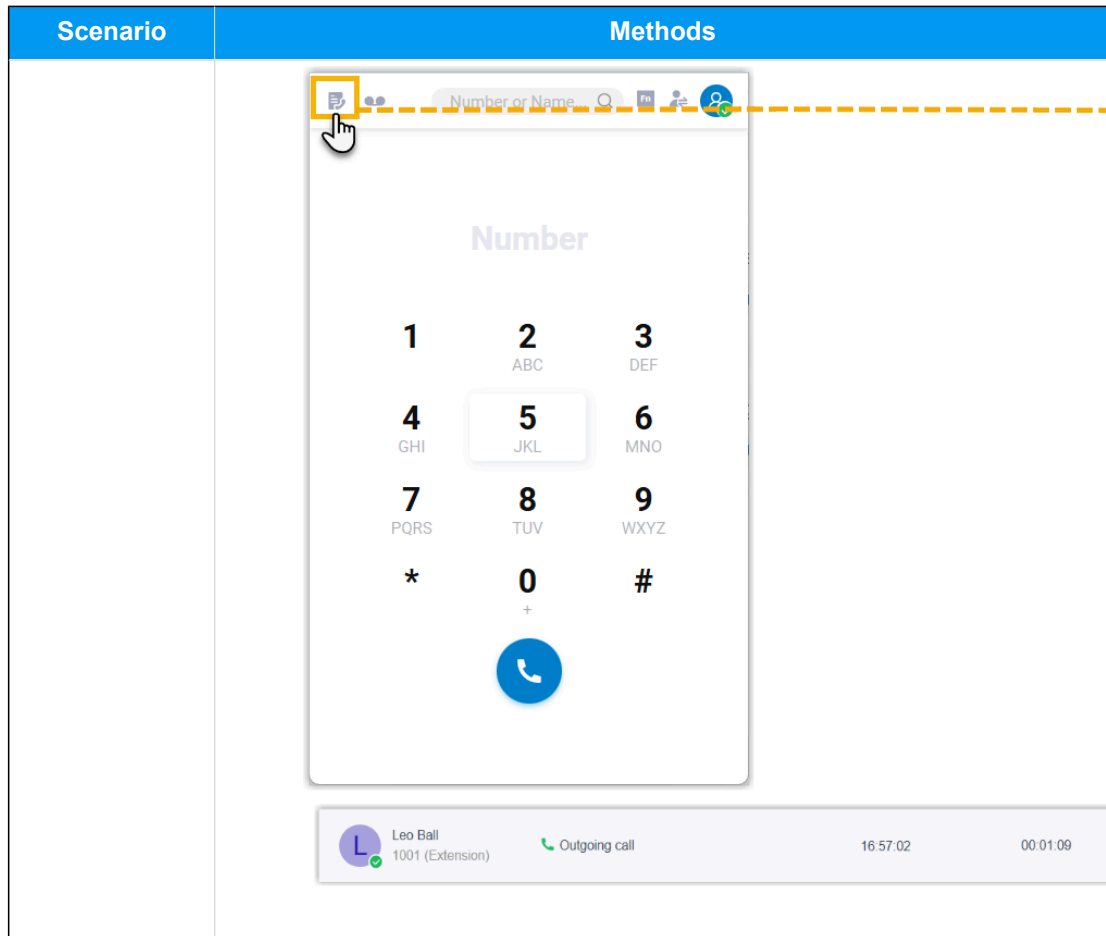 Scenario
Methods
Number or Name...
Fn
Number
1 2 3
ABC DEF
4 5 6
GHI JKL MNO
7 8 9
PQRS TUV WXYZ
* 0 #
+
Leo Ball
1001 (Extension)
Outgoing call 16:57:02 00:01:09
L